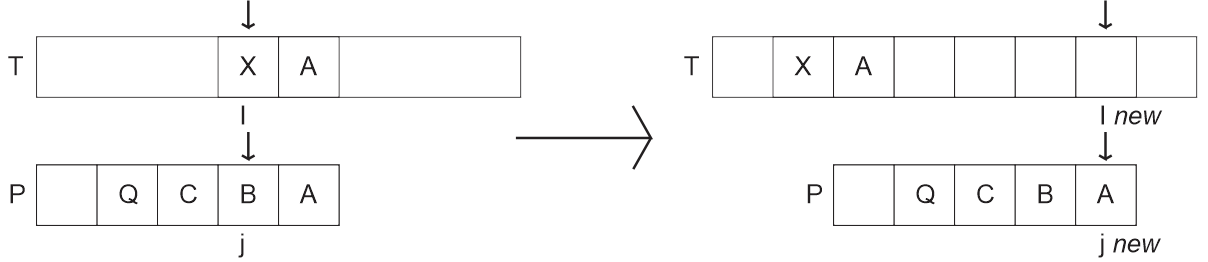 T X A
I
P Q C B A
j
T X A
I new
P Q C B A
j new